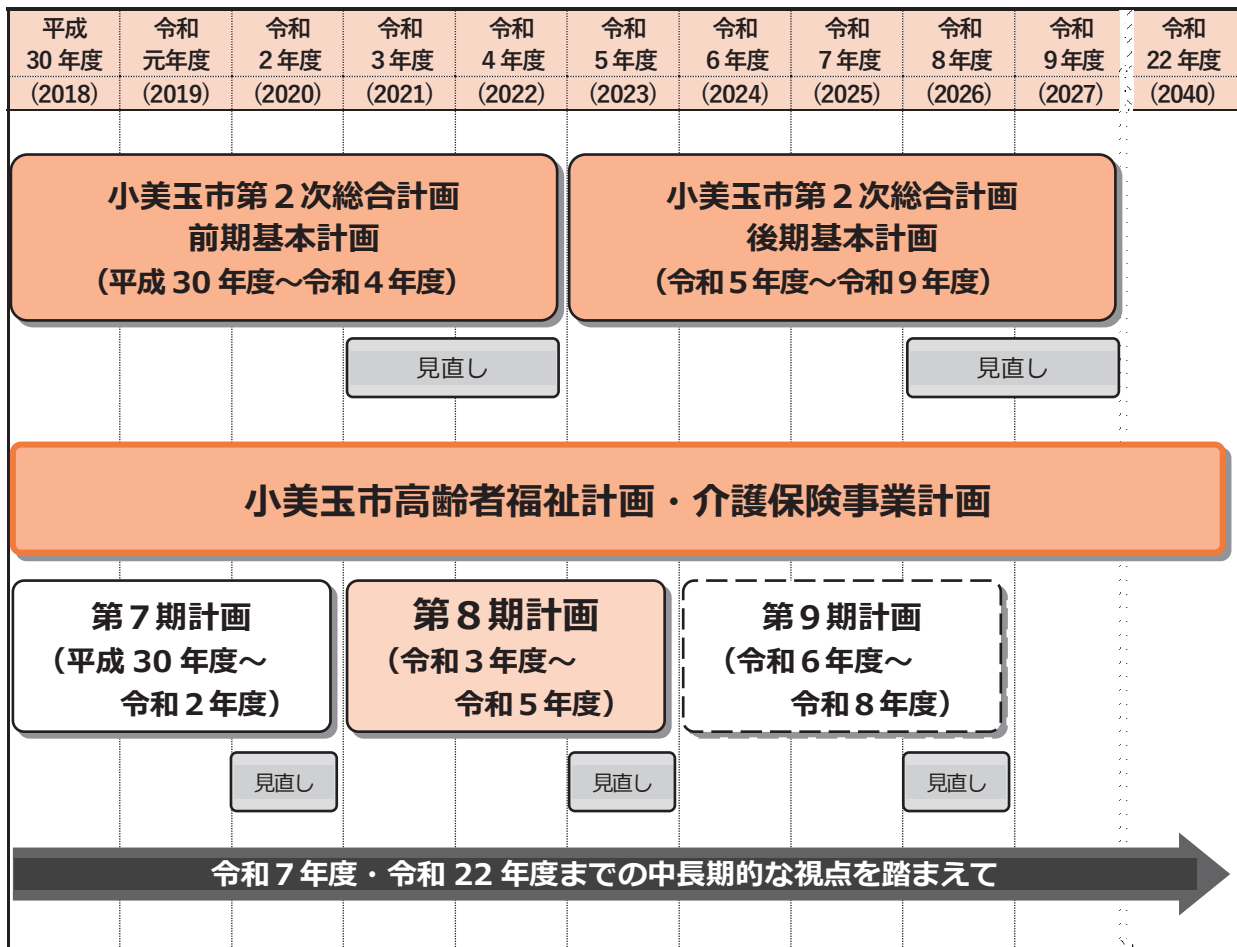 平成 令和 令和 令和 令和 令和 令和 令和 令和 令和 令和
30年度 元年度 2年度 3年度 4年度 5年度 6年度 7年度 8年度 9年度 22年度
(2018) (2019) (2020) (2021) (2022) (2023) (2024) (2025) (2026) (2027) (2040)
小美玉市第2次総合計画
前期基本計画
(平成30年度~令和4年度)
小美玉市第2次総合計画
後期基本計画
(令和5年度~令和9年度)
見直し
見直し
小美玉市高齢者福祉計画・介護保険事業計画
第7期計画
(平成30年度~
令和2年度)
第8期計画
(令和3年度~
令和5年度)
第9期計画
(令和6年度~
令和8年度)
見直し
見直し
見直し
令和7年度・令和22年度までの中長期的な視点を踏まえて